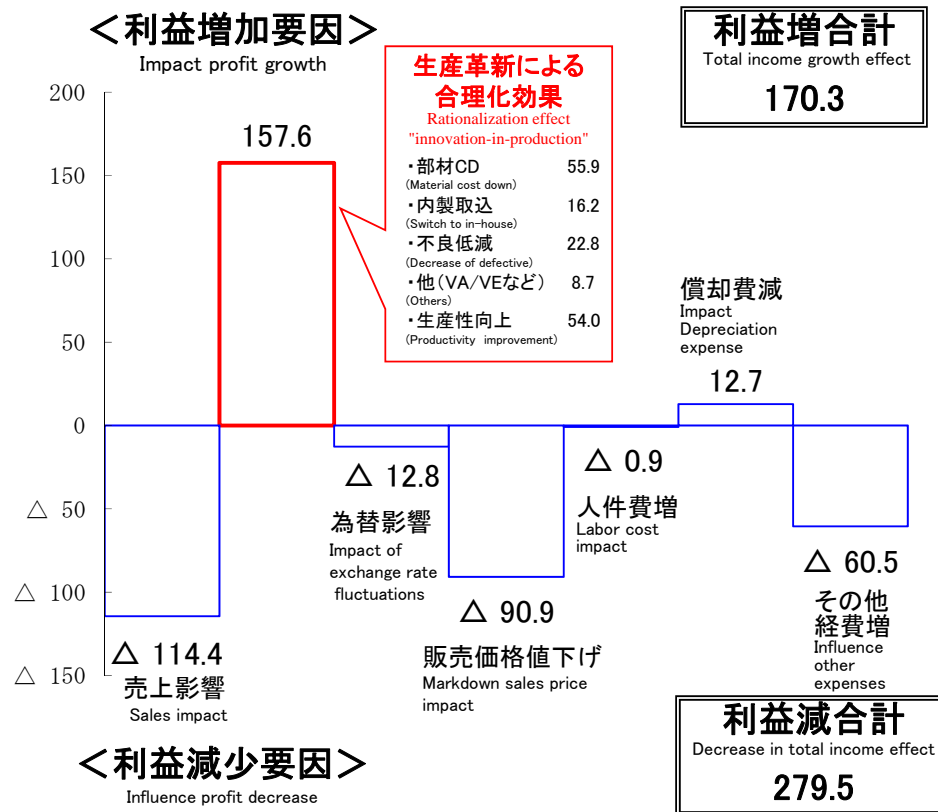 ＜利益増加要因＞
Impact profit growth
利益増合計
Total income growth effect
170.3
生産革新による
合理化効果
Rationalization effect
"innovation-in-production"
・部材CD 55.9
(Material cost down)
・内製取込 16.2
(Switch to in-house)
・不良低減 22.8
(Decrease of defective)
・他（VA/VEなど） 8.7
(Others)
・生産性向上 54.0
(Productivity improvement)
200
150
100
50
0
△ 50
△ 100
△ 150
157.6
償却費減
Impact
Depreciation
expense
12.7
△ 114.4
売上影響
Sales impact
△ 12.8
為替影響
Impact of
exchange rate
fluctuations
△ 90.9
販売価格値下げ
Markdown sales price
impact
△ 0.9
人件費増
Labor cost
impact
△ 60.5
その他
経費増
Influence
other
expenses
＜利益減少要因＞
Influence profit decrease
利益減合計
Decrease in total income effect
279.5